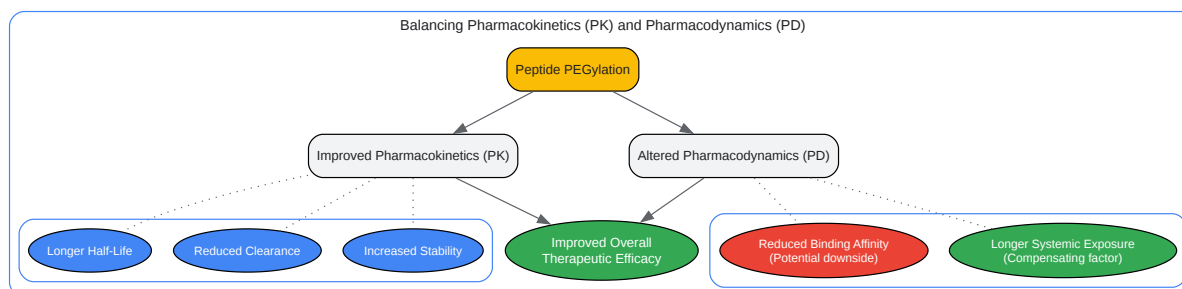 Balancing Pharmacokinetics (PK) and Pharmacodynamics (PD)
Peptide PEGylation
Improved Pharmacokinetics (PK)
Altered Pharmacodynamics (PD)
Longer Half-Life
Reduced Clearance
Increased Stability
Improved Overall
Therapeutic Efficacy
Reduced Binding Affinity
(Potential downside)
Longer Systemic Exposure
(Compensating factor)